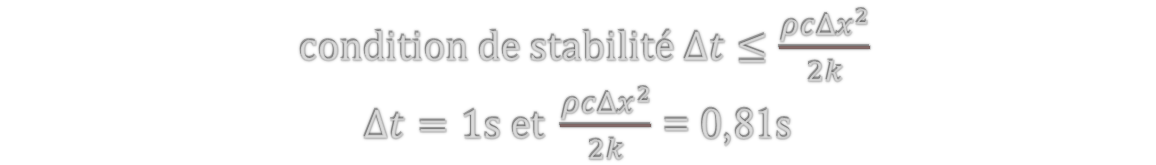 condition de stabilité Δt ≤ ρcΔx²/2k
Δt = 1s et ρcΔx²/2k = 0,81s